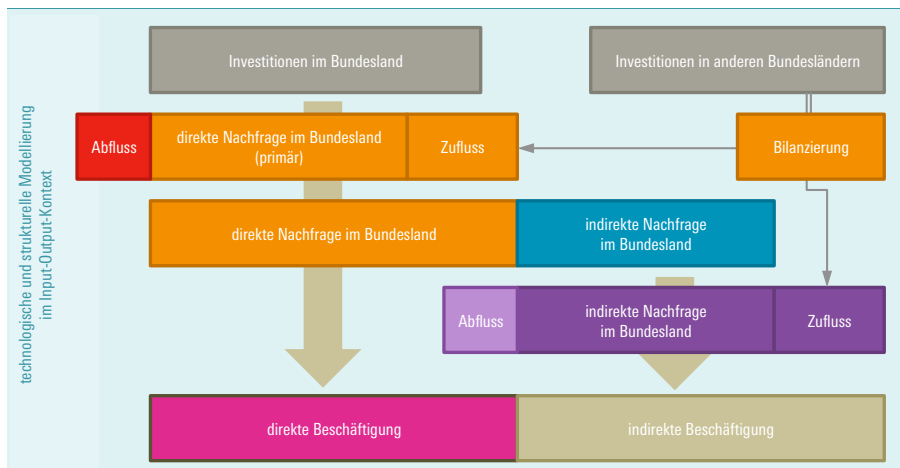 technologische und strukturelle Modellierung
im Input-Output-Kontext
Investitionen im Bundesland
Investitionen in anderen Bundesländern
Abfluss
direkte Nachfrage im Bundesland
(primär)
Zufluss
Bilanzierung
direkte Nachfrage im Bundesland
indirekte Nachfrage
im Bundesland
Abfluss
indirekte Nachfrage
im Bundesland
Zufluss
direkte Beschäftigung
indirekte Beschäftigung